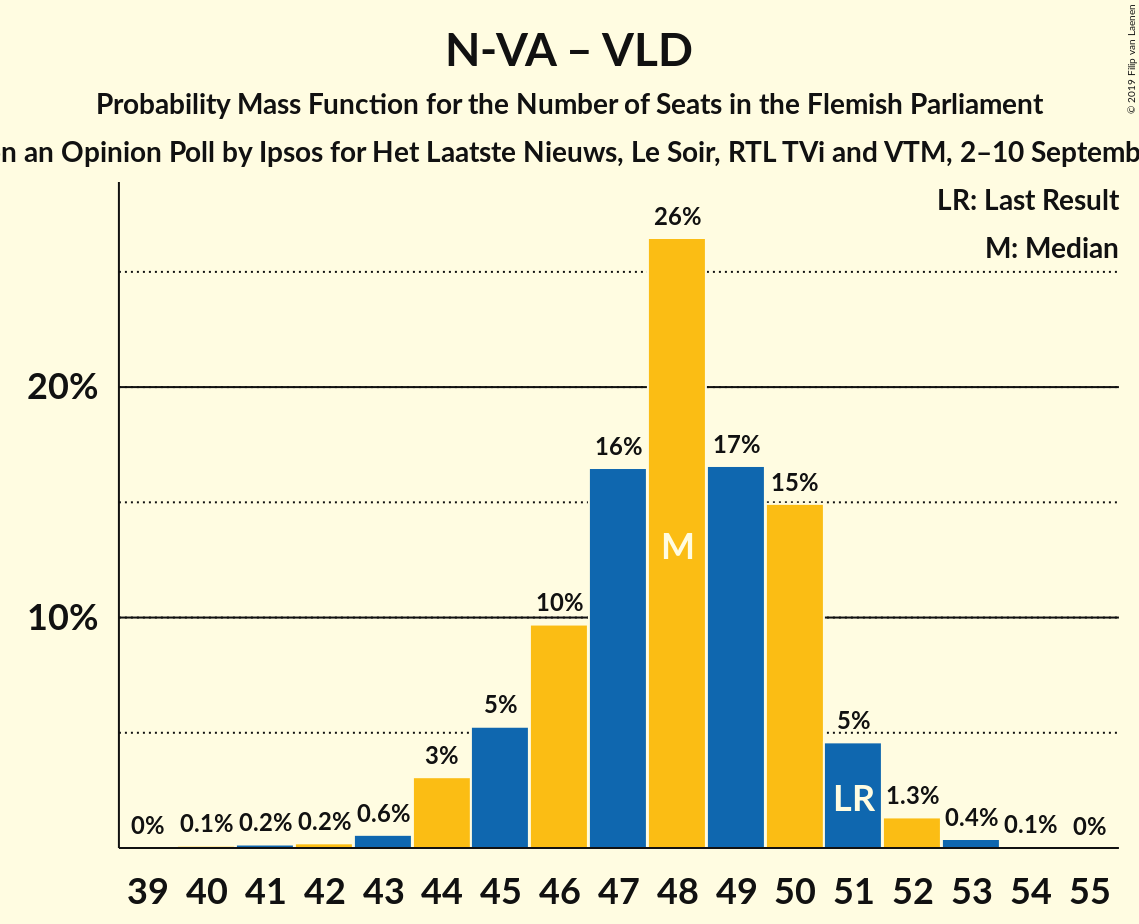 N-VA – VLD
Probability Mass Function for the Number of Seats in the Flemish Parliament
an Opinion Poll by Ipsos for Het Laatste Nieuws, Le Soir, RTL TVi and VTM, 2–10
© 2019 Filip van Laenen
LR: Last Result
M: Median
20%
10%
0% 0.1% 0.2% 0.2% 0.6% 3% 5% 10% 16% 26% 17% 15% 5% 1.3% 0.4% 0.1% 0%
M
LR
39 40 41 42 43 44 45 46 47 48 49 50 51 52 53 54 55